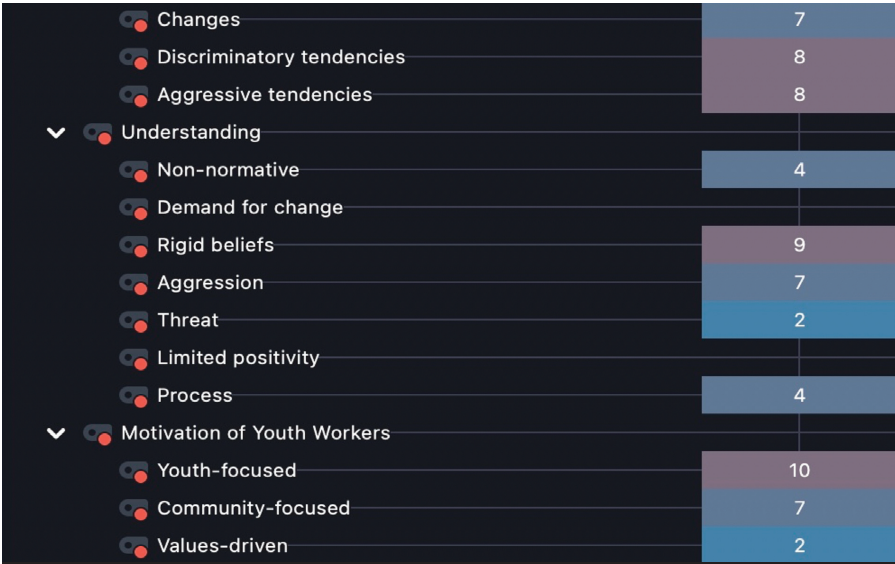 Changes 7
Discriminatory tendencies 8
Aggressive tendencies 8
Understanding
Non-normative 4
Demand for change
Rigid beliefs 9
Aggression 7
Threat 2
Limited positivity
Process 4
Motivation of Youth Workers
Youth-focused 10
Community-focused 7
Values-driven 2